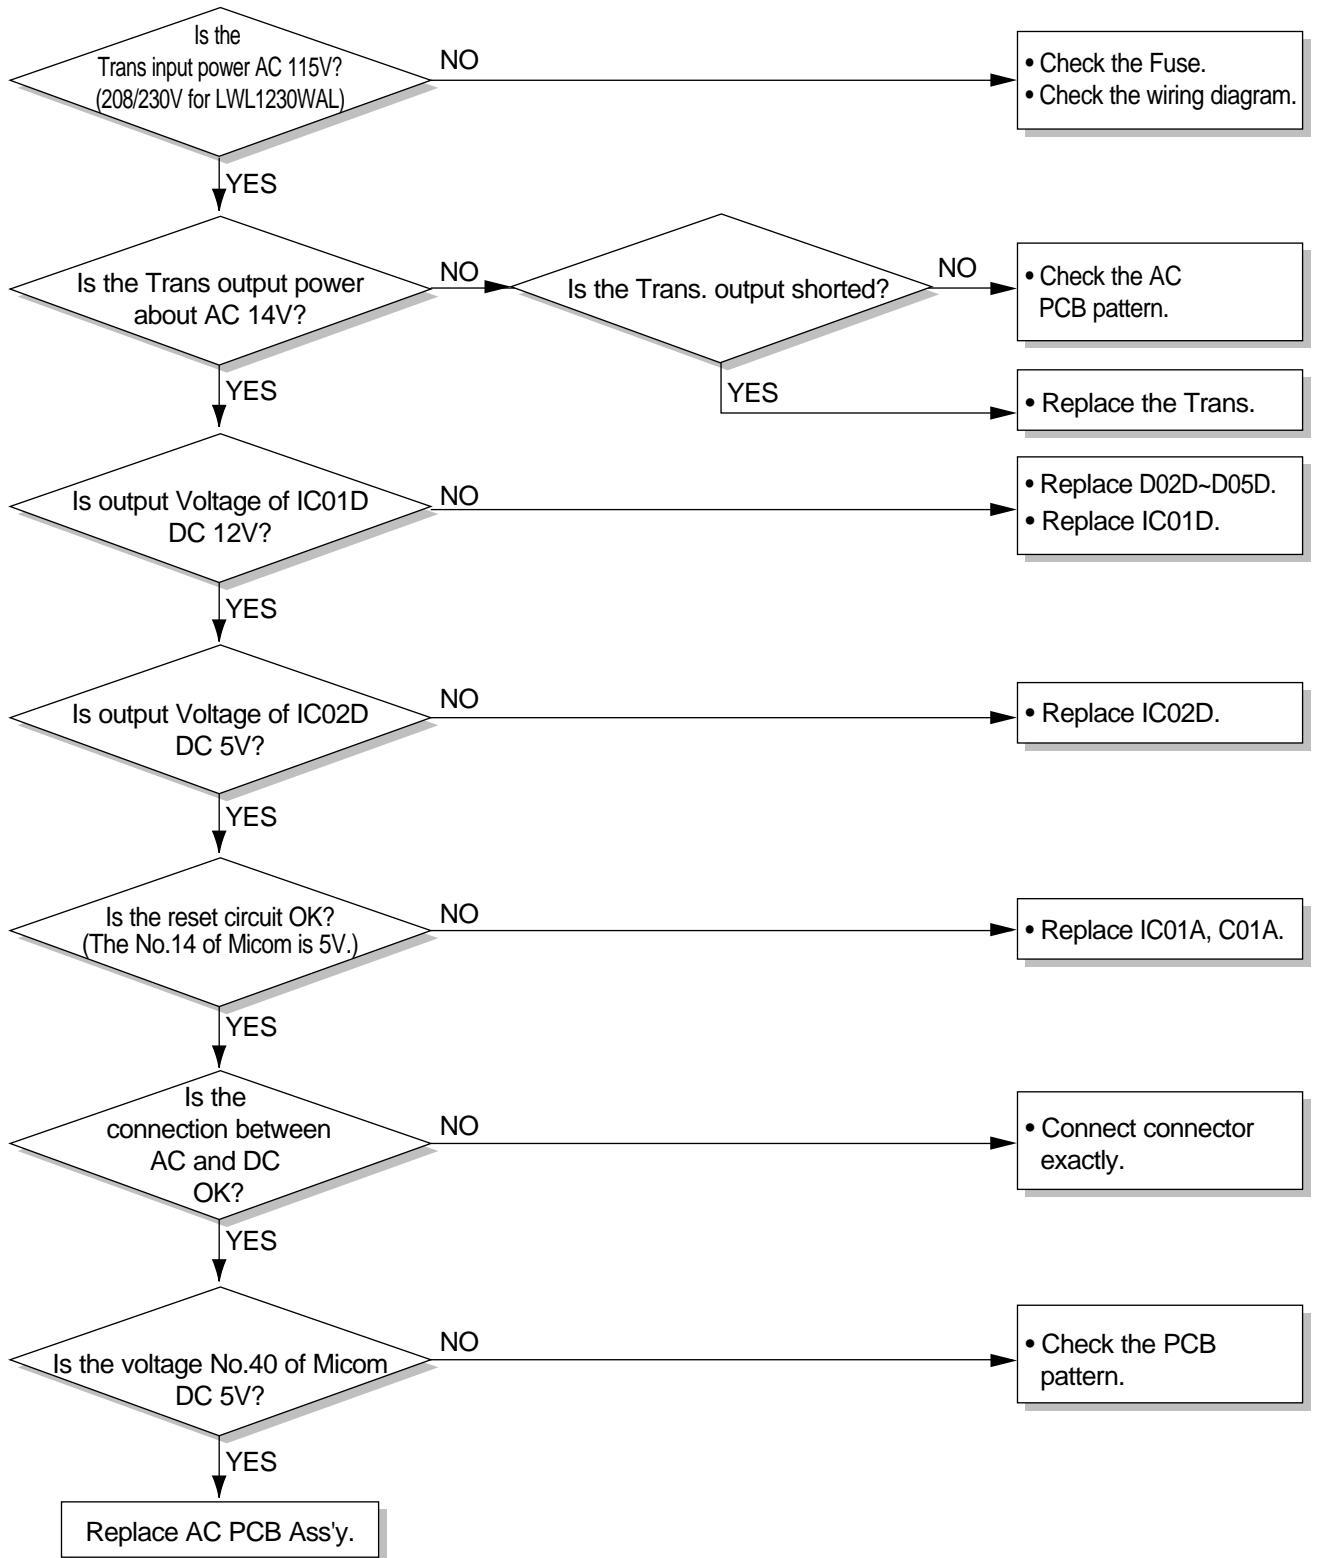 Is the
Trans input power AC 115V?
(208/230V for LWL1230WAL)
NO
• Check the Fuse.
• Check the wiring diagram.
YES
Is the Trans output power
about AC 14V?
NO
Is the Trans. output shorted?
NO
• Check the AC
PCB pattern.
YES
• Replace the Trans.
YES
Is output Voltage of IC01D
DC 12V?
NO
• Replace D02D~D05D.
• Replace IC01D.
YES
Is output Voltage of IC02D
DC 5V?
NO
• Replace IC02D.
YES
Is the reset circuit OK?
(The No.14 of Micom is 5V.)
NO
• Replace IC01A, C01A.
YES
Is the
connection between
AC and DC
OK?
NO
• Connect connector
exactly.
YES
Is the voltage No.40 of Micom
DC 5V?
NO
• Check the PCB
pattern.
YES
Replace AC PCB Ass'y.